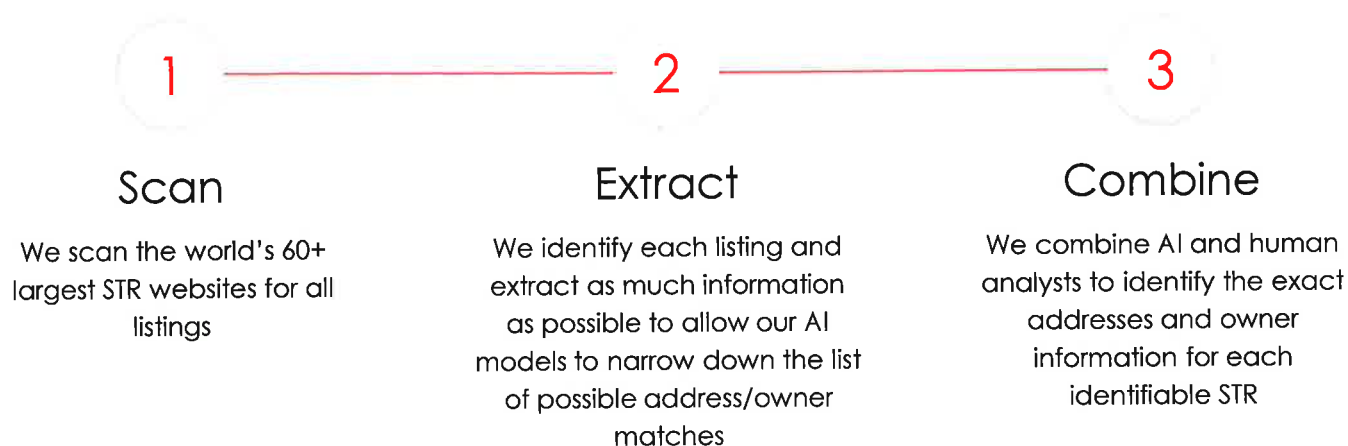 1
2
3
Scan
We scan the world's 60+
largest STR websites for all
listings
Extract
We identify each listing and
extract as much information
as possible to allow our AI
models to narrow down the list
of possible address/owner
matches
Combine
We combine AI and human
analysts to identify the exact
addresses and owner
information for each
identifiable STR